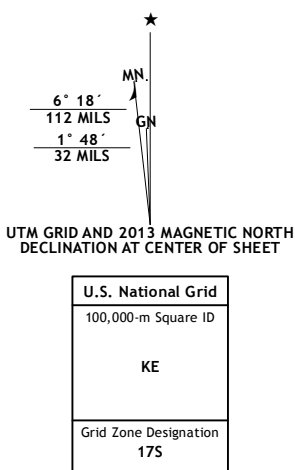 ★
MN.
6° 18´
112 MILS
GN
1° 48´
32 MILS
UTM GRID AND 2013 MAGNETIC NORTH
DECLINATION AT CENTER OF SHEET
U.S. National Grid
100,000-m Square ID
KE
Grid Zone Designation
17S